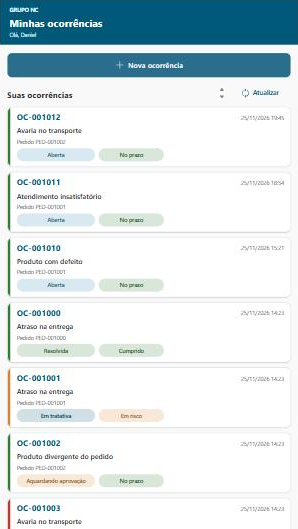 GRUPO NC
Minhas ocorrências
Olá, Daniel
+ Nova ocorrência
Suas ocorrências
Atualizar
OC-001012
25/11/2026 19:45
Avaria no transporte
Pedido PED-001002
Aberta
No prazo
OC-001011
25/11/2026 18:54
Atendimento insatisfatório
Pedido PED-001001
Aberta
No prazo
OC-001010
25/11/2026 15:21
Produto com defeito
Pedido PED-001001
Aberta
No prazo
OC-001000
25/11/2026 14:23
Atraso na entrega
Pedido PED-001000
Resolvida
Cumprido
OC-001001
25/11/2026 14:23
Atraso na entrega
Pedido PED-001001
Em tratativa
Em risco
OC-001002
25/11/2026 14:23
Produto divergente do pedido
Pedido PED-001002
Aguardando aprovação
No prazo
OC-001003
25/11/2026 14:23
Avaria no transporte